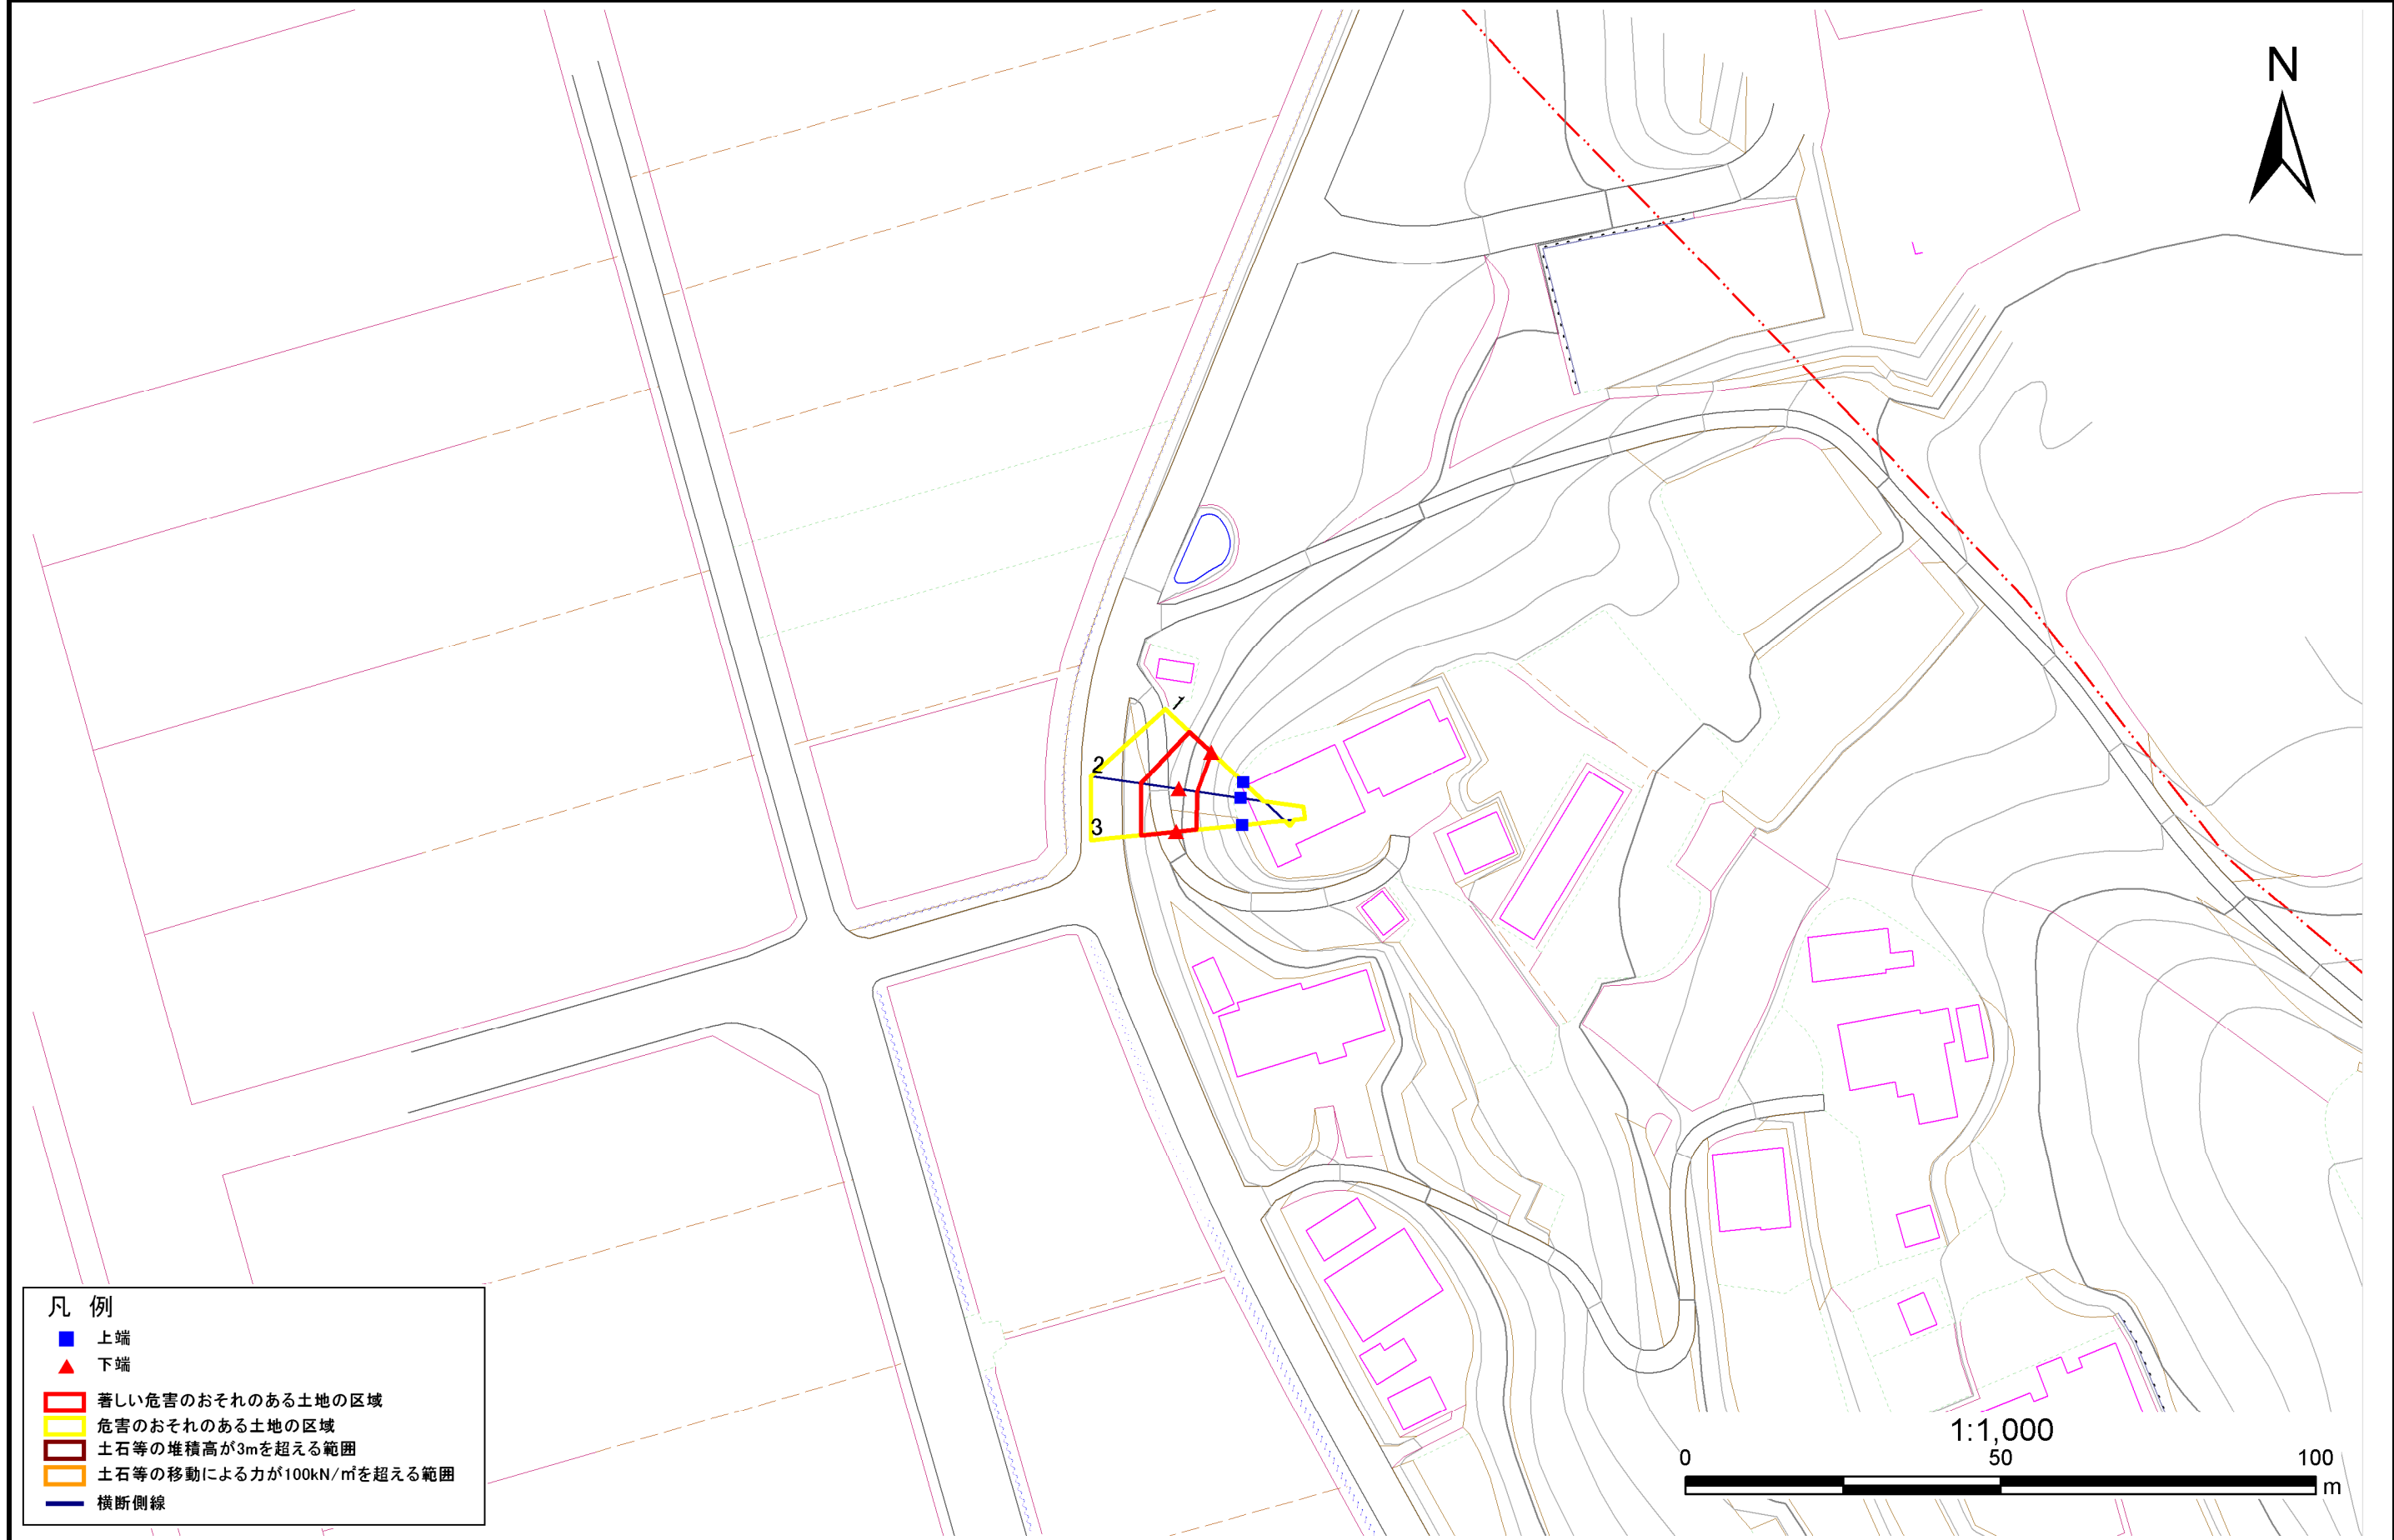 N
1
2
3
凡 例
上端
下端
著しい危害のおそれのある土地の区域
危害のおそれのある土地の区域
土石等の堆積高が3mを超える範囲
土石等の移動による力が100kN/㎡を超える範囲
横断側線
1:1,000
0 50 100
m